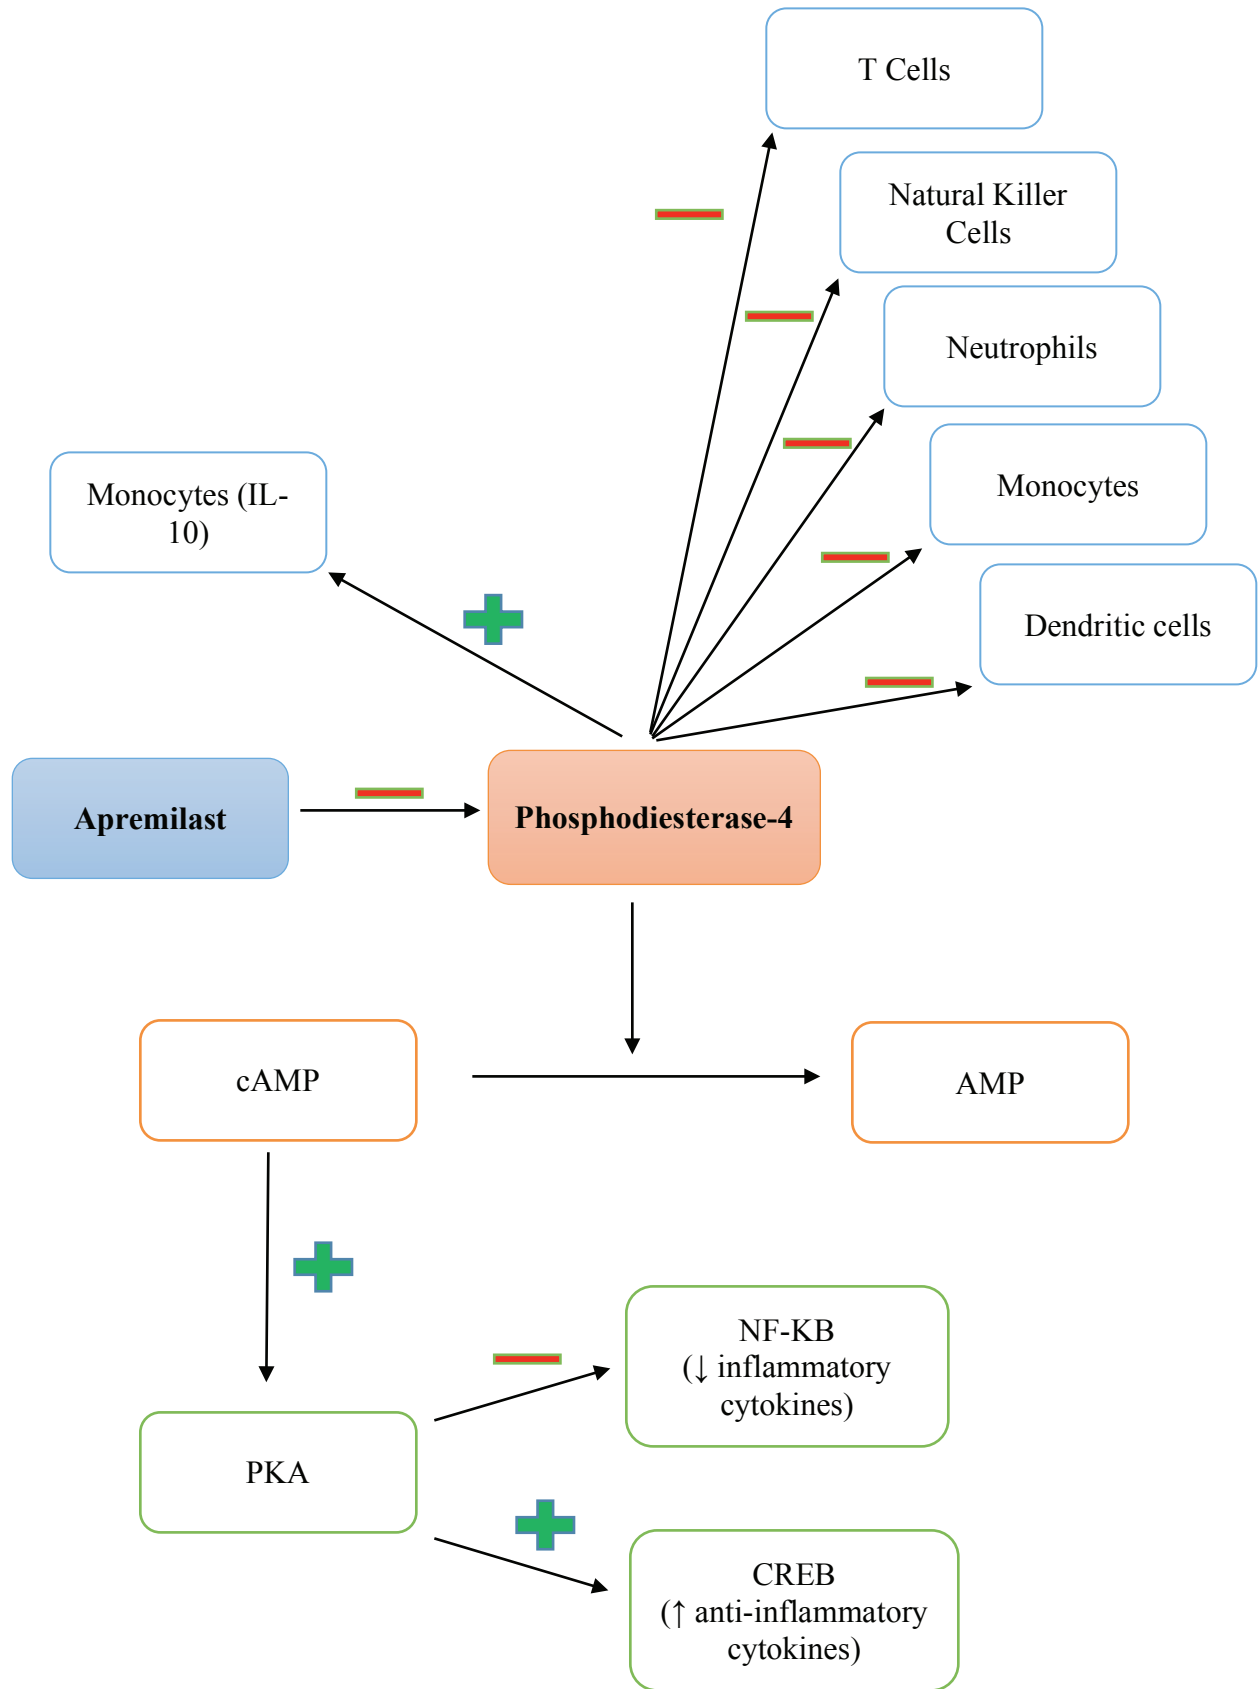 T Cells
Natural Killer
Cells
Neutrophils
Monocytes
Monocytes (IL-
10)
Dendritic cells
Apremilast
Phosphodiesterase-4
cAMP
AMP
NF-KB
(↓ inflammatory
cytokines)
PKA
CREB
(↑ anti-inflammatory
cytokines)